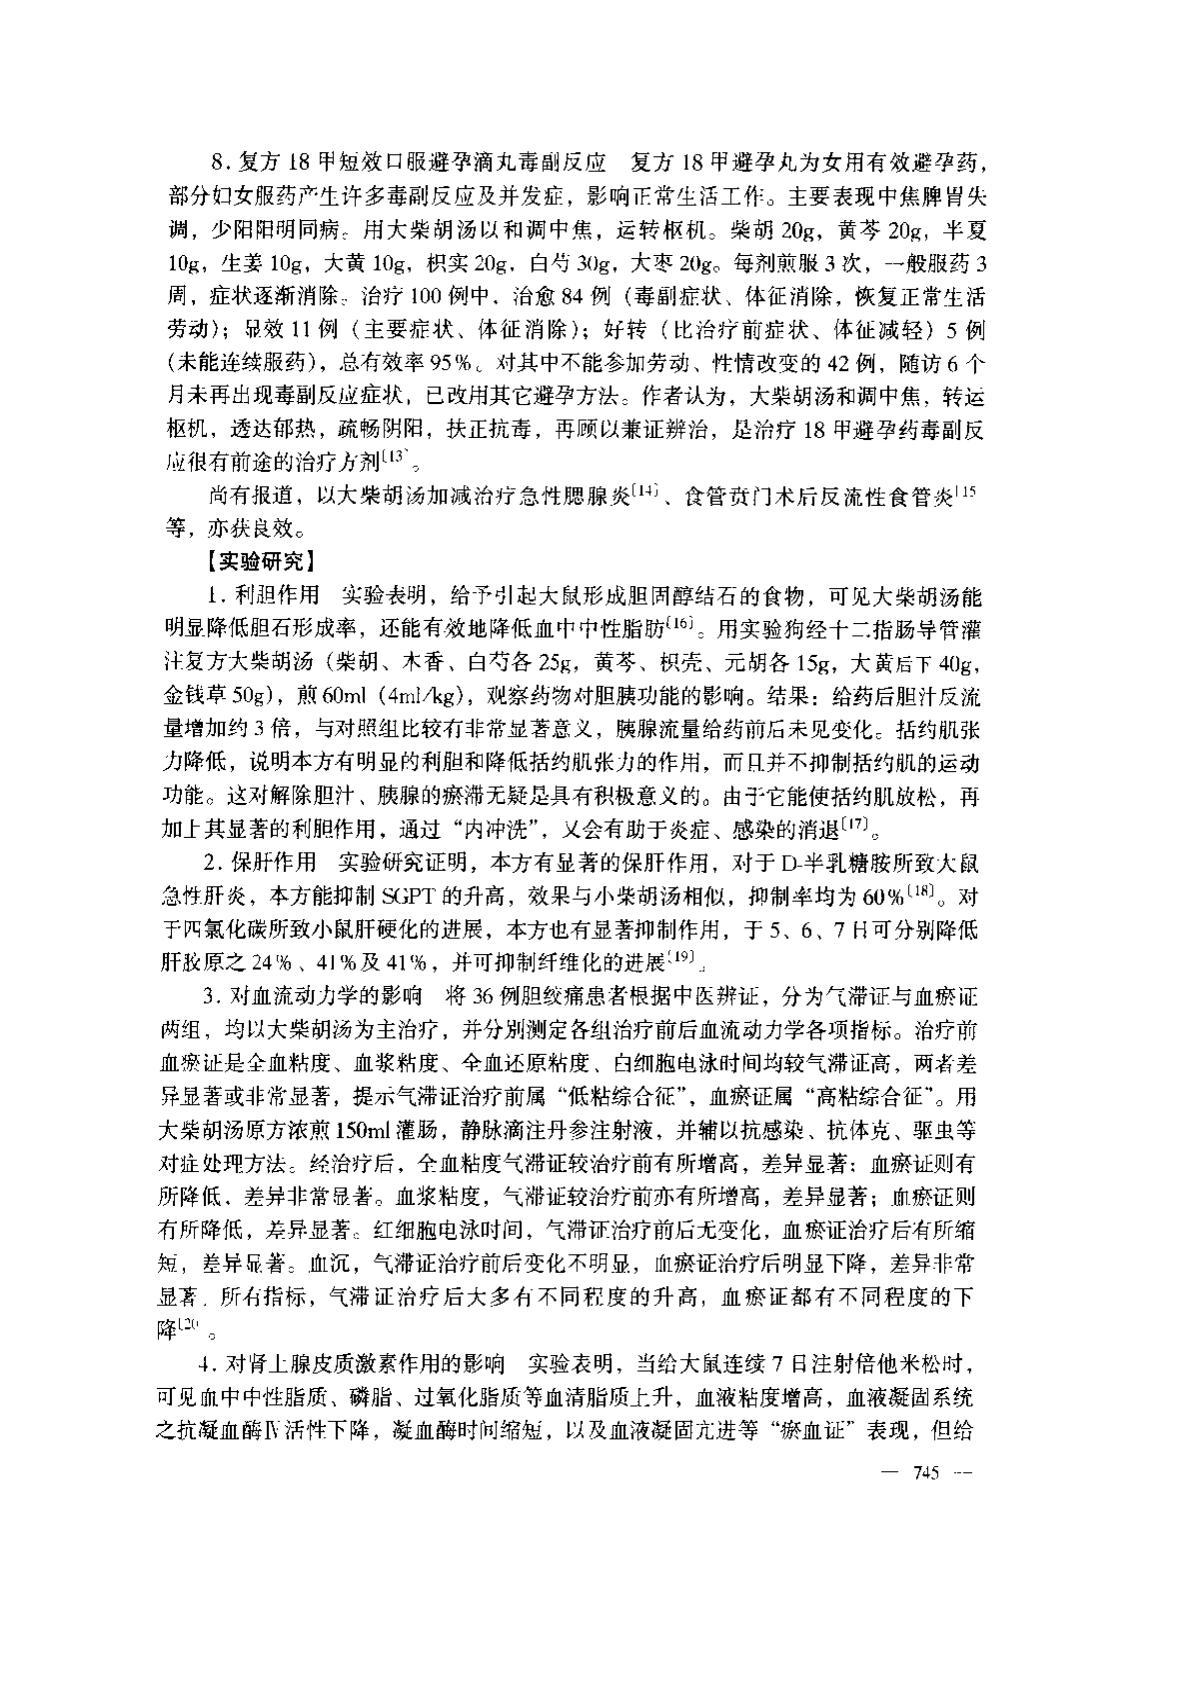 8. 复方 18 甲短效口服避孕滴丸毒副反应　复方 18 甲避孕丸为女用有效避孕药，
部分妇女服药产生许多毒副反应及并发症，影响正常生活工作。主要表现中焦脾胃失
调，少阳阳明同病。用大柴胡汤以和调中焦，运转枢机。柴胡 20g，黄芩 20g，半夏
10g，生姜 10g，大黄 10g，枳实 20g，白芍 30g，大枣 20g。每剂煎服 3 次，一般服药 3
周，症状逐渐消除。治疗 100 例中，治愈 84 例（毒副症状、体征消除，恢复正常生活
劳动）；显效 11 例（主要症状、体征消除）；好转（比治疗前症状、体征减轻）5 例
（未能连续服药），总有效率 95%。对其中不能参加劳动、性情改变的 42 例，随访 6 个
月未再出现毒副反应症状，已改用其它避孕方法。作者认为，大柴胡汤和调中焦，转运
枢机，透达郁热，疏畅阴阳，扶正抗毒，再顾以兼证辨治，是治疗 18 甲避孕药毒副反
应很有前途的治疗方剂〔13〕。
尚有报道，以大柴胡汤加减治疗急性腮腺炎〔14〕、食管贲门术后反流性食管炎〔15
等，亦获良效。
【实验研究】
1. 利胆作用　实验表明，给予引起大鼠形成胆固醇结石的食物，可见大柴胡汤能
明显降低胆石形成率，还能有效地降低血中中性脂肪〔16〕。用实验狗经十二指肠导管灌
注复方大柴胡汤（柴胡、木香、白芍各 25g，黄芩、枳壳、元胡各 15g，大黄后下 40g，
金钱草 50g），煎 60ml（4ml/kg），观察药物对胆胰功能的影响。结果：给药后胆汁反流
量增加约 3 倍，与对照组比较有非常显著意义，胰腺流量给药前后未见变化。括约肌张
力降低，说明本方有明显的利胆和降低括约肌张力的作用，而且并不抑制括约肌的运动
功能。这对解除胆汁、胰腺的瘀滞无疑是具有积极意义的。由于它能使括约肌放松，再
加上其显著的利胆作用，通过“内冲洗”，又会有助于炎症、感染的消退〔17〕。
2. 保肝作用　实验研究证明，本方有显著的保肝作用，对于 D-半乳糖胺所致大鼠
急性肝炎，本方能抑制 SGPT 的升高，效果与小柴胡汤相似，抑制率均为 60%〔18〕。对
于四氯化碳所致小鼠肝硬化的进展，本方也有显著抑制作用，于 5、6、7 日可分别降低
肝胶原之 24%、41%及 41%，并可抑制纤维化的进展〔19〕。
3. 对血流动力学的影响　将 36 例胆绞痛患者根据中医辨证，分为气滞证与血瘀证
两组，均以大柴胡汤为主治疗，并分别测定各组治疗前后血流动力学各项指标。治疗前
血瘀证是全血粘度、血浆粘度、全血还原粘度、白细胞电泳时间均较气滞证高，两者差
异显著或非常显著，提示气滞证治疗前属“低粘综合征”，血瘀证属“高粘综合征”。用
大柴胡汤原方浓煎 150ml 灌肠，静脉滴注丹参注射液，并辅以抗感染、抗体克、驱虫等
对症处理方法。经治疗后，全血粘度气滞证较治疗前有所增高，差异显著；血瘀证则有
所降低，差异非常显著。血浆粘度，气滞证较治疗前亦有所增高，差异显著；血瘀证则
有所降低，差异显著。红细胞电泳时间，气滞证治疗前后无变化，血瘀证治疗后有所缩
短，差异显著。血沉，气滞证治疗前后变化不明显，血瘀证治疗后明显下降，差异非常
显著．所有指标，气滞证治疗后大多有不同程度的升高，血瘀证都有不同程度的下
降〔20〕。
4. 对肾上腺皮质激素作用的影响　实验表明，当给大鼠连续 7 日注射倍他米松时，
可见血中中性脂质、磷脂、过氧化脂质等血清脂质上升，血液粘度增高，血液凝固系统
之抗凝血酶Ⅳ活性下降，凝血酶时间缩短，以及血液凝固亢进等“瘀血证”表现，但给
— 745 —